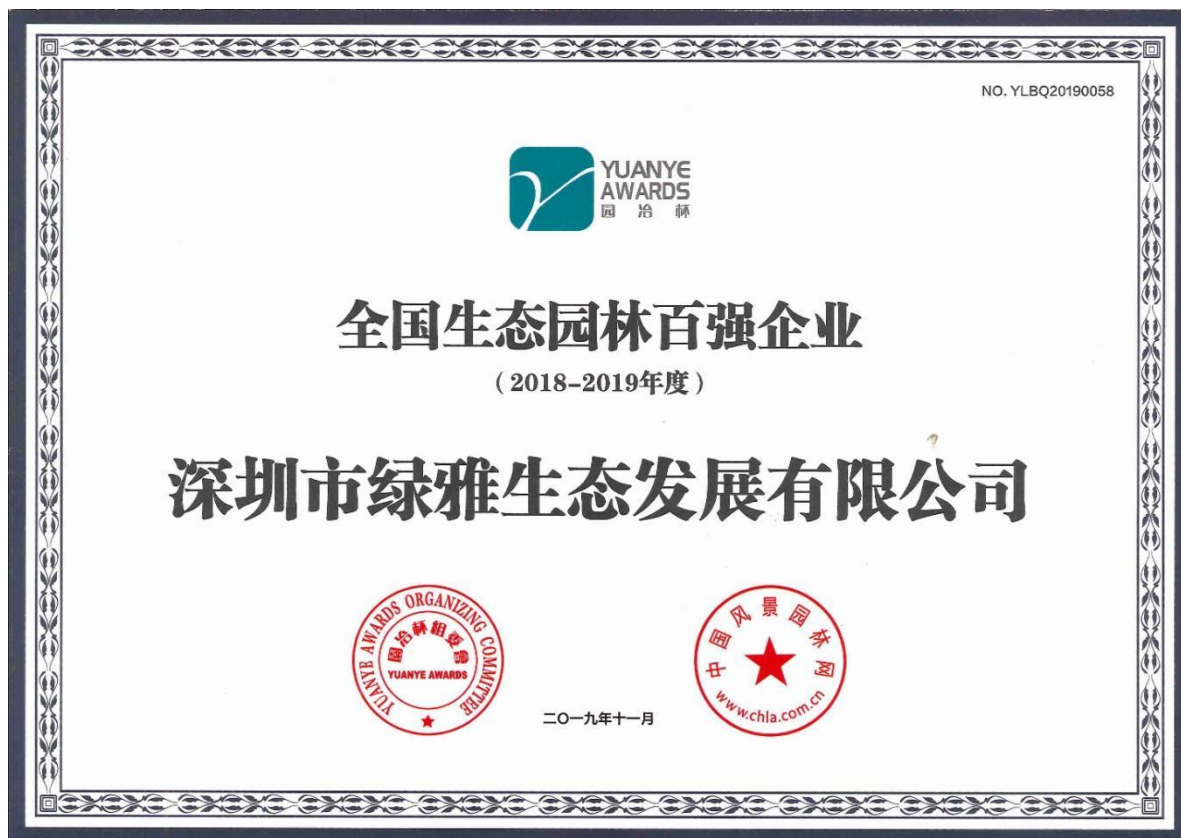 NO. YLBQ20190058
YUANYE
AWARDS
园冶杯
全国生态园林百强企业
（2018-2019年度）
深圳市绿雅生态发展有限公司
YUANYE AWARDS ORGANIZING COMMITTEE
園冶杯組委會
YUANYE AWARDS
中国风景园林网
www.chla.com.cn
二〇一九年十一月